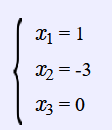 x₁ = 1
x₂ = -3
x₃ = 0